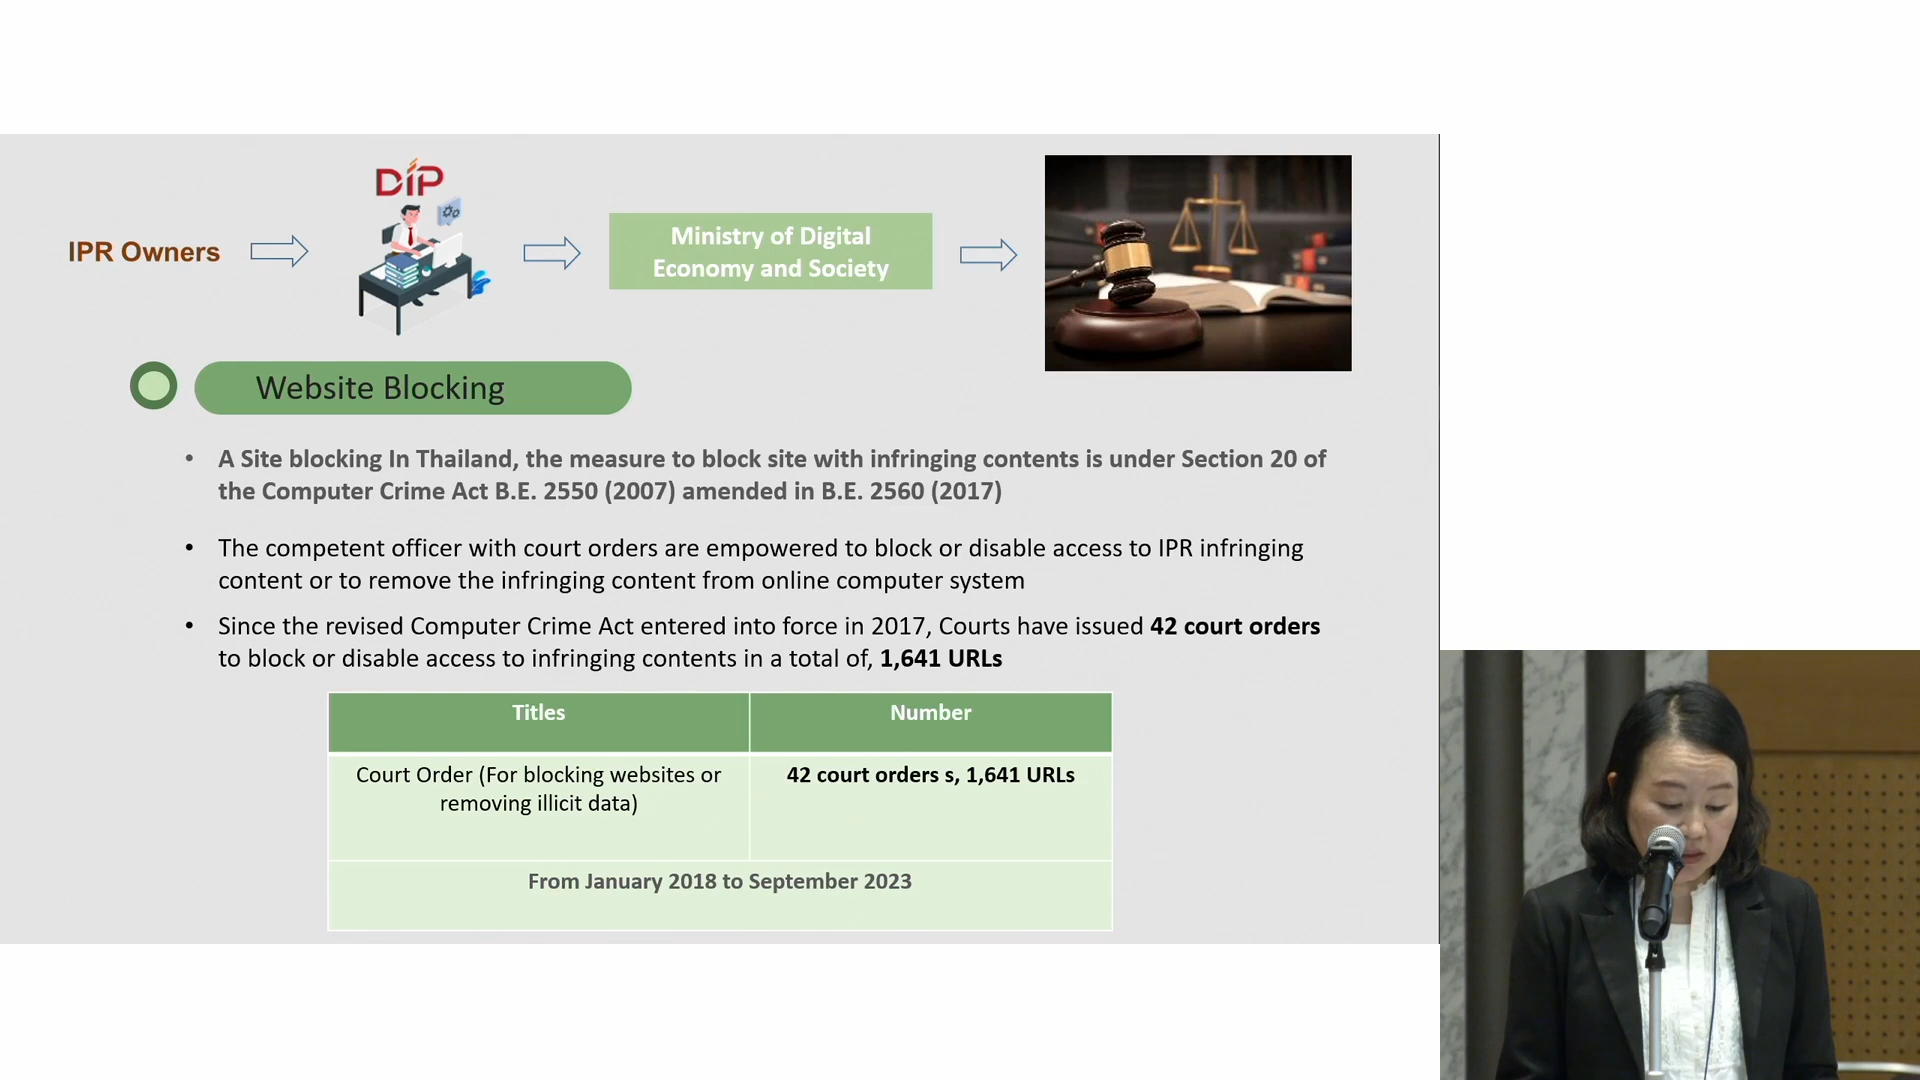 DIP
IPR Owners
Ministry of Digital
Economy and Society
Website Blocking
• A Site blocking In Thailand, the measure to block site with infringing contents is under Section 20 of
the Computer Crime Act B.E. 2550 (2007) amended in B.E. 2560 (2017)
• The competent officer with court orders are empowered to block or disable access to IPR infringing
content or to remove the infringing content from online computer system
• Since the revised Computer Crime Act entered into force in 2017, Courts have issued 42 court orders
to block or disable access to infringing contents in a total of, 1,641 URLs
Titles
Number
Court Order (For blocking websites or
removing illicit data)
42 court orders s, 1,641 URLs
From January 2018 to September 2023